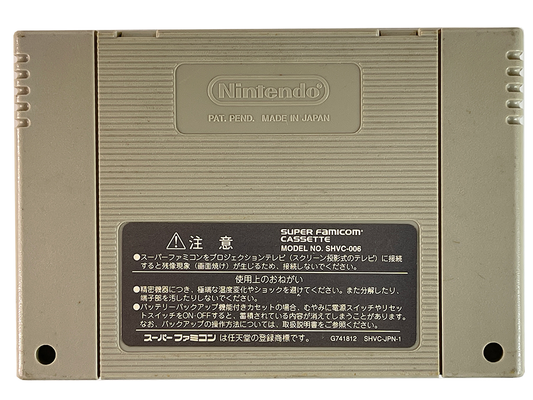 Nintendo
PAT. PEND. MADE IN JAPAN
⚠注意
SUPER FAMICOM
CASSETTE
MODEL NO. SHVC-006
●スーパーファミコンをプロジェクションテレビ(スクリーン投影式のテレビ)に接続
すると残像現象(画面焼け)が生じるため、接続しないでください。
使用上のおねがい
●精密機器につき、極端な温度変化やショックを避けてください。また分解したり、
端子部を汚したりしないでください。
●バッテリーバックアップ機能付きカセットの場合、むやみに電源スイッチやリセッ
トスイッチをON・OFFすると、蓄積されている内容が消えてしまうことがあります。
なお、バックアップの操作方法については、取扱説明書をご参照ください。
スーパーファミコンは任天堂の登録商標です。
G741812 SHVC-JPN-1